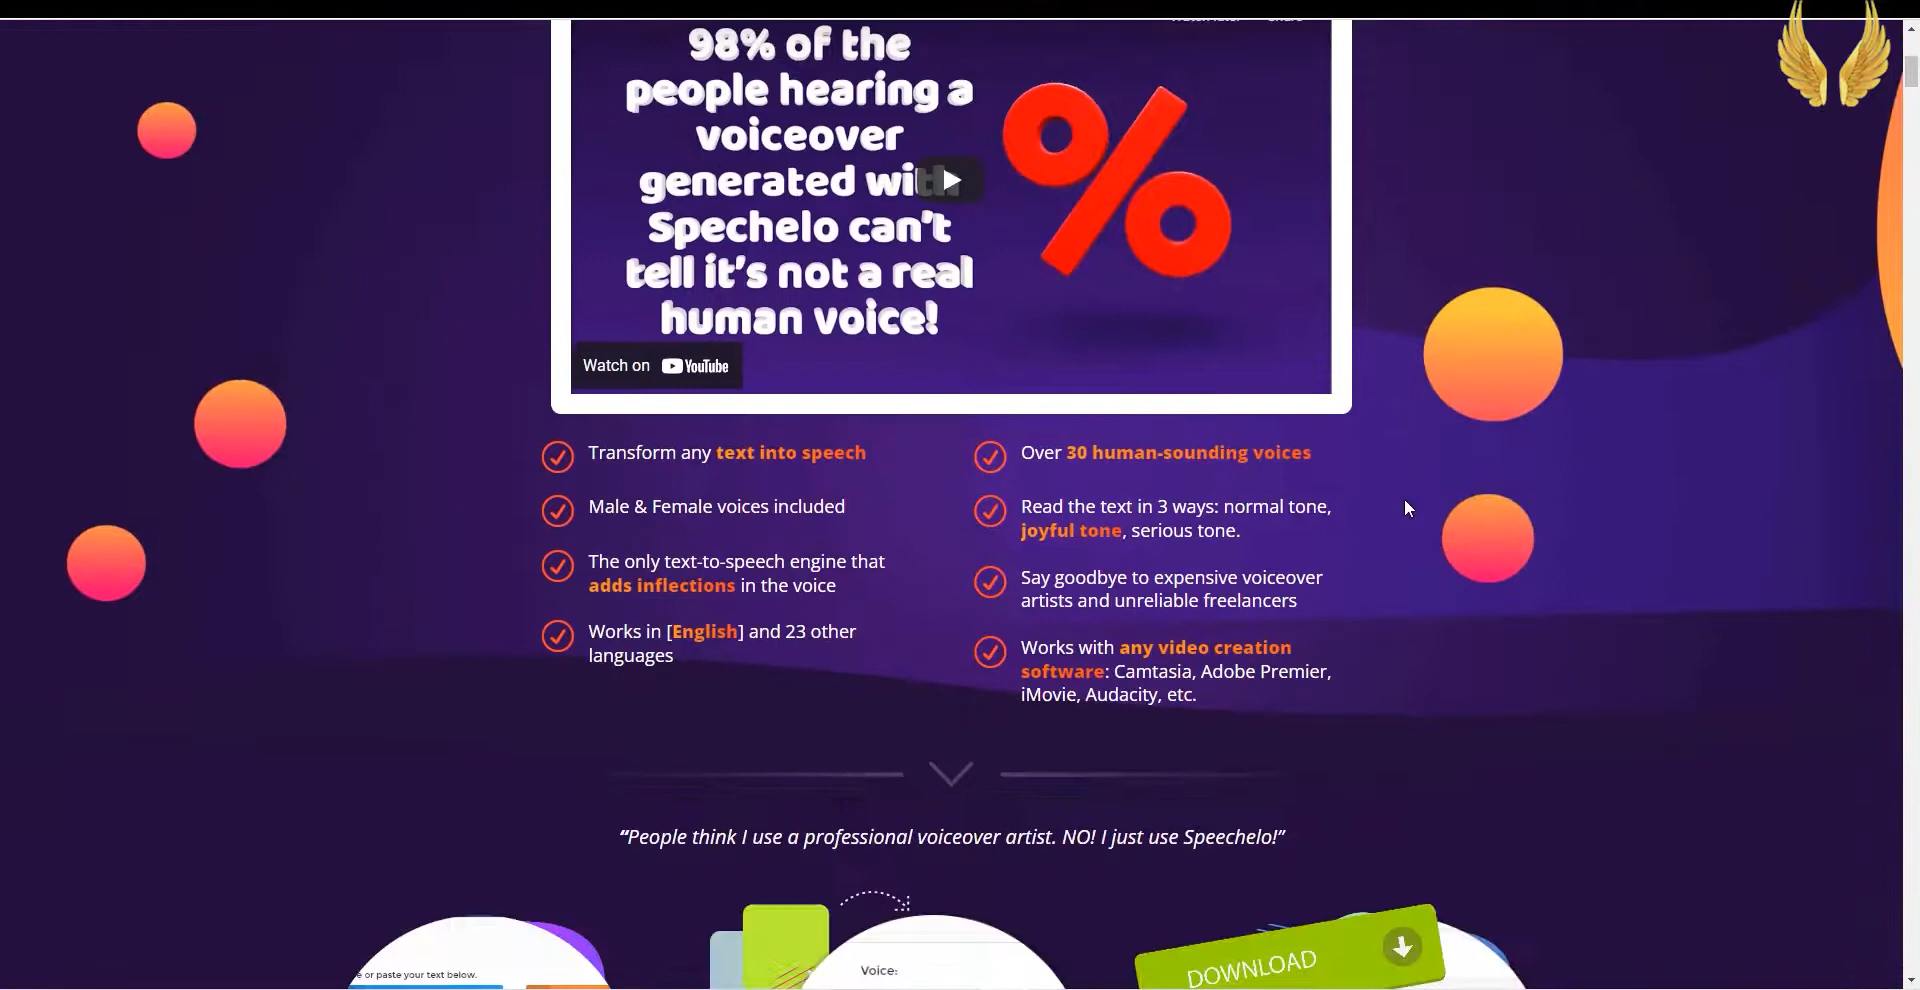 98% of the
people hearing a
voiceover
generated with
Spechelo can't
tell it's not a real
human voice!
Watch on YouTube
Transform any text into speech
Male & Female voices included
The only text-to-speech engine that
adds inflections in the voice
Works in [English] and 23 other
languages
Over 30 human-sounding voices
Read the text in 3 ways: normal tone,
joyful tone, serious tone.
Say goodbye to expensive voiceover
artists and unreliable freelancers
Works with any video creation
software: Camtasia, Adobe Premier,
iMovie, Audacity, etc.
“People think I use a professional voiceover artist. NO! I just use Speechelo!”
or paste your text below.
Voice:
DOWNLOAD